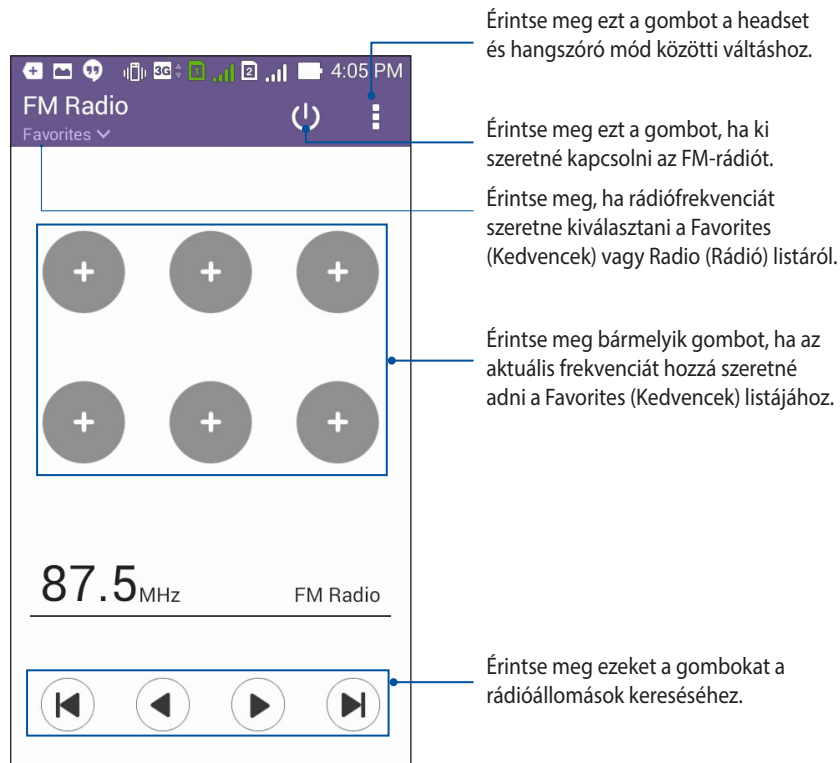 Érintse meg ezt a gombot a headset
és hangszóró mód közötti váltáshoz.
3G 1 2 4:05 PM
FM Radio
Favorites
Érintse meg ezt a gombot, ha ki
szeretné kapcsolni az FM-rádiót.
Érintse meg, ha rádiófrekvenciát
szeretne kiválasztani a Favorites
(Kedvencek) vagy Radio (Rádió) listáról.
Érintse meg bármelyik gombot, ha az
aktuális frekvenciát hozzá szeretné
adni a Favorites (Kedvencek) listájához.
87.5MHz FM Radio
Érintse meg ezeket a gombokat a
rádióállomások kereséséhez.